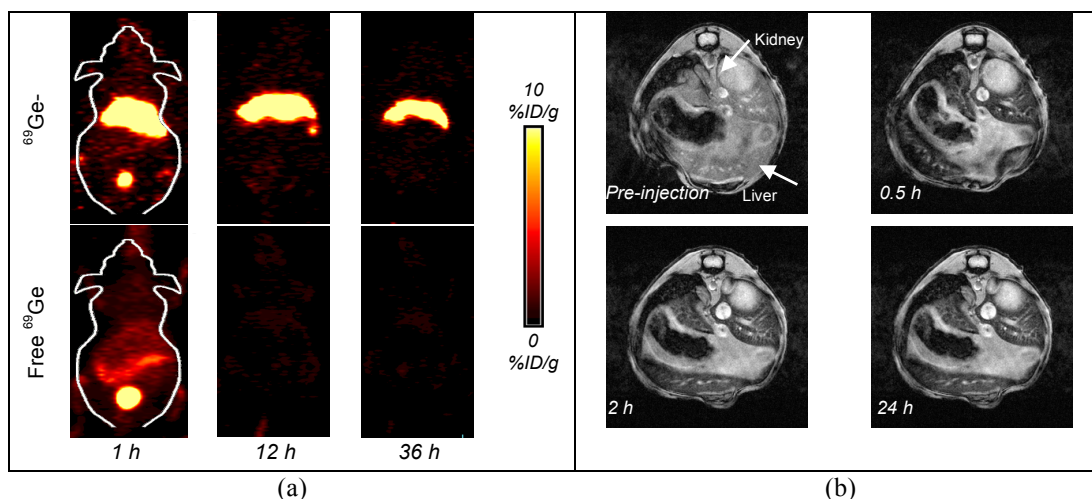 ⁶⁹Ge-
Free ⁶⁹Ge
1 h
12 h
36 h
10
%ID/g
0
%ID/g
(a)
Kidney
Liver
Pre-injection
0.5 h
2 h
24 h
(b)